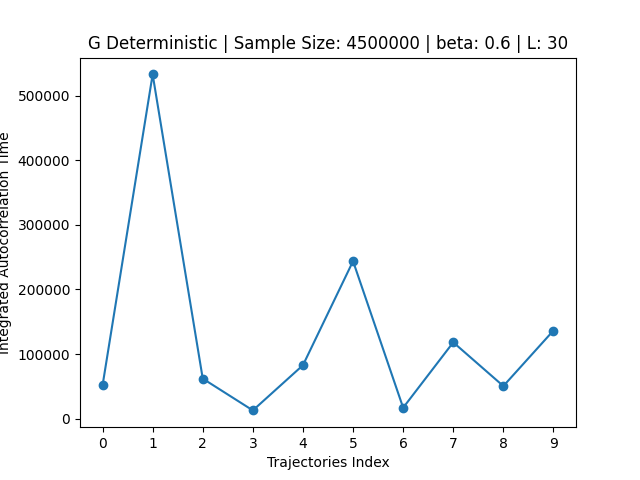 G Deterministic | Sample Size: 4500000 | beta: 0.6 | L: 30
Integrated Autocorrelation Time
500000
400000
300000
200000
100000
0
0 1 2 3 4 5 6 7 8 9
Trajectories Index